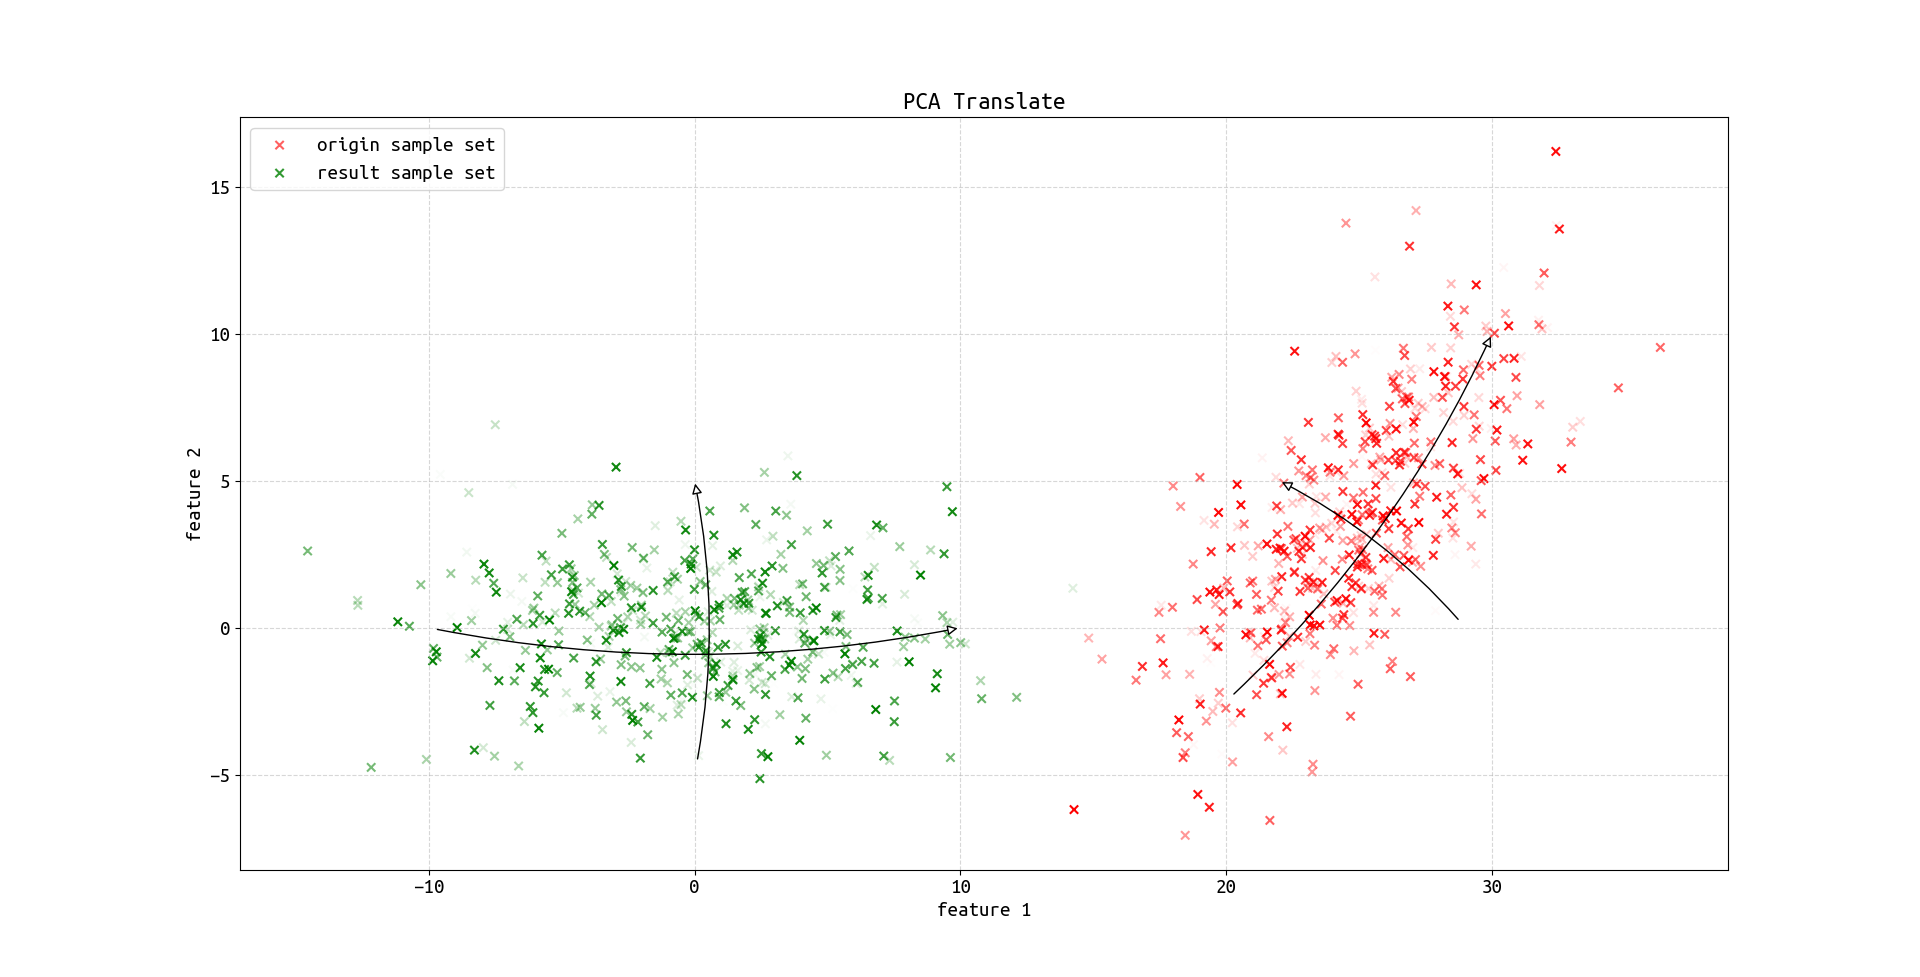 PCA Translate
origin sample set
result sample set
15
10
5
0
−5
feature 2
−10 0 10 20 30
feature 1